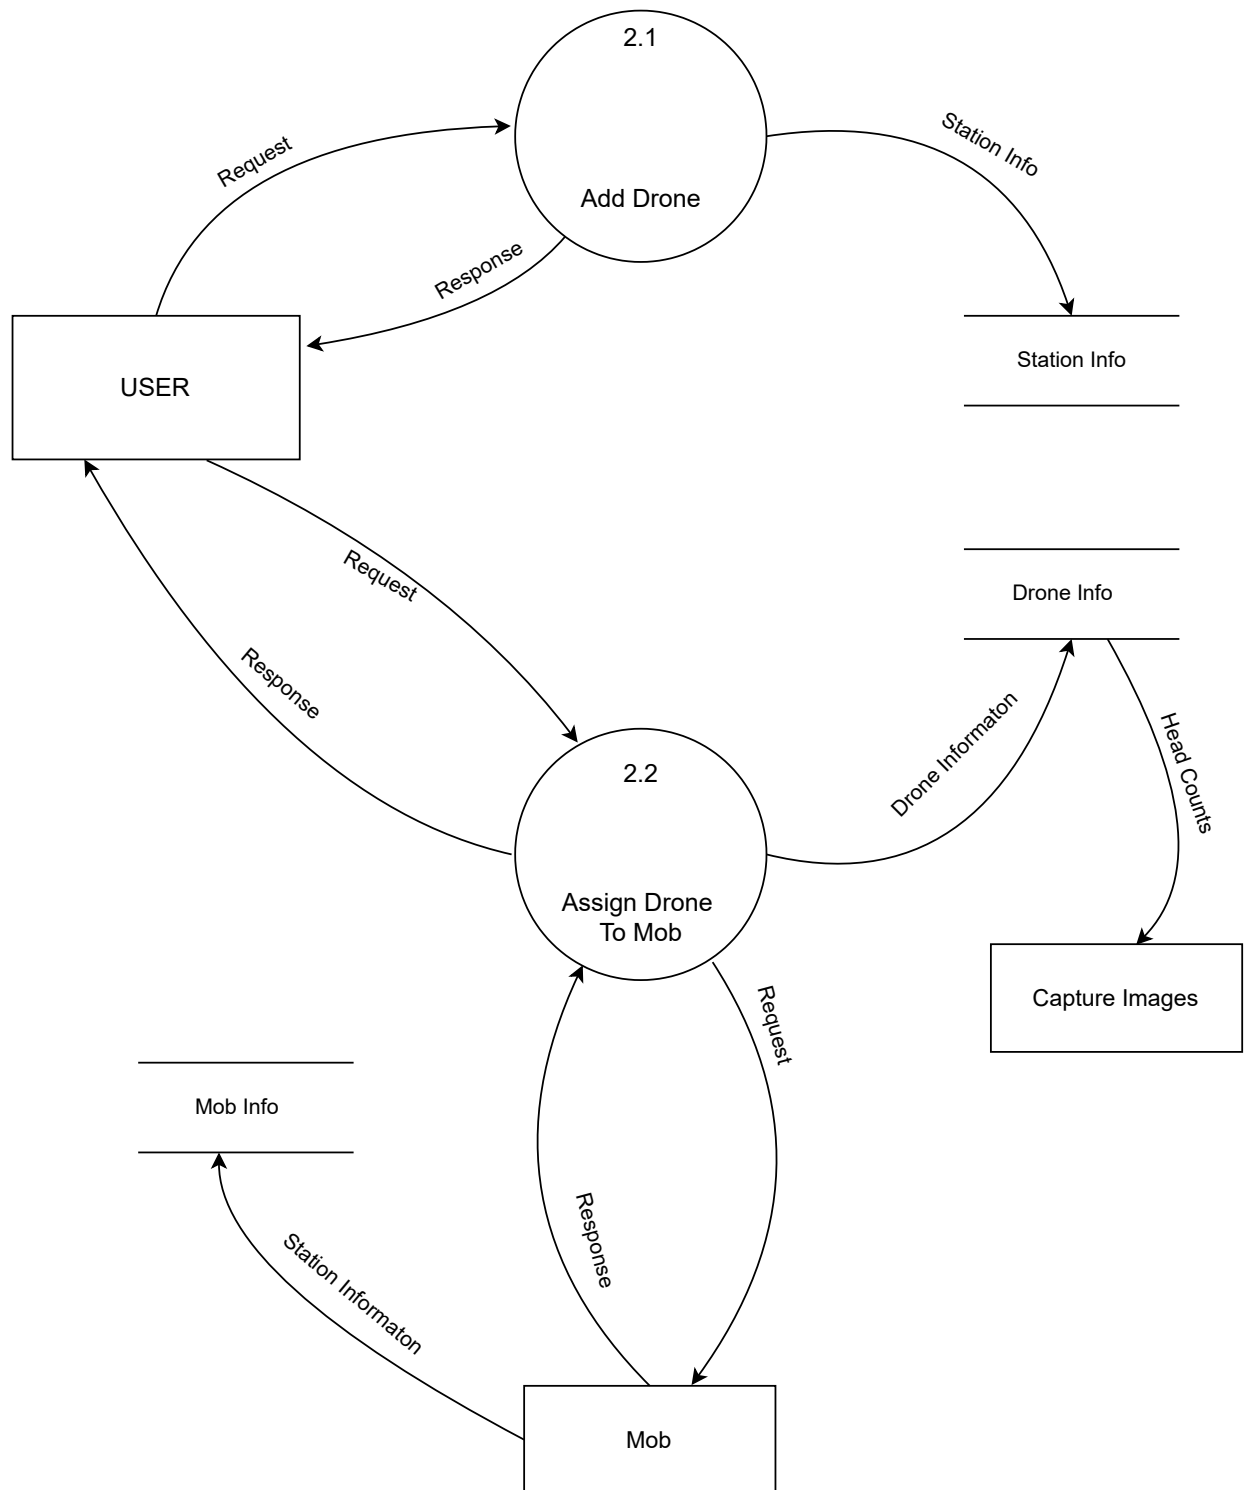 2.1
Add Drone
Request
Station Info
Response
USER
Station Info
Request
Drone Info
Response
Drone Informaton
Head Counts
2.2
Assign Drone
To Mob
Capture Images
Request
Mob Info
Response
Station Informaton
Mob